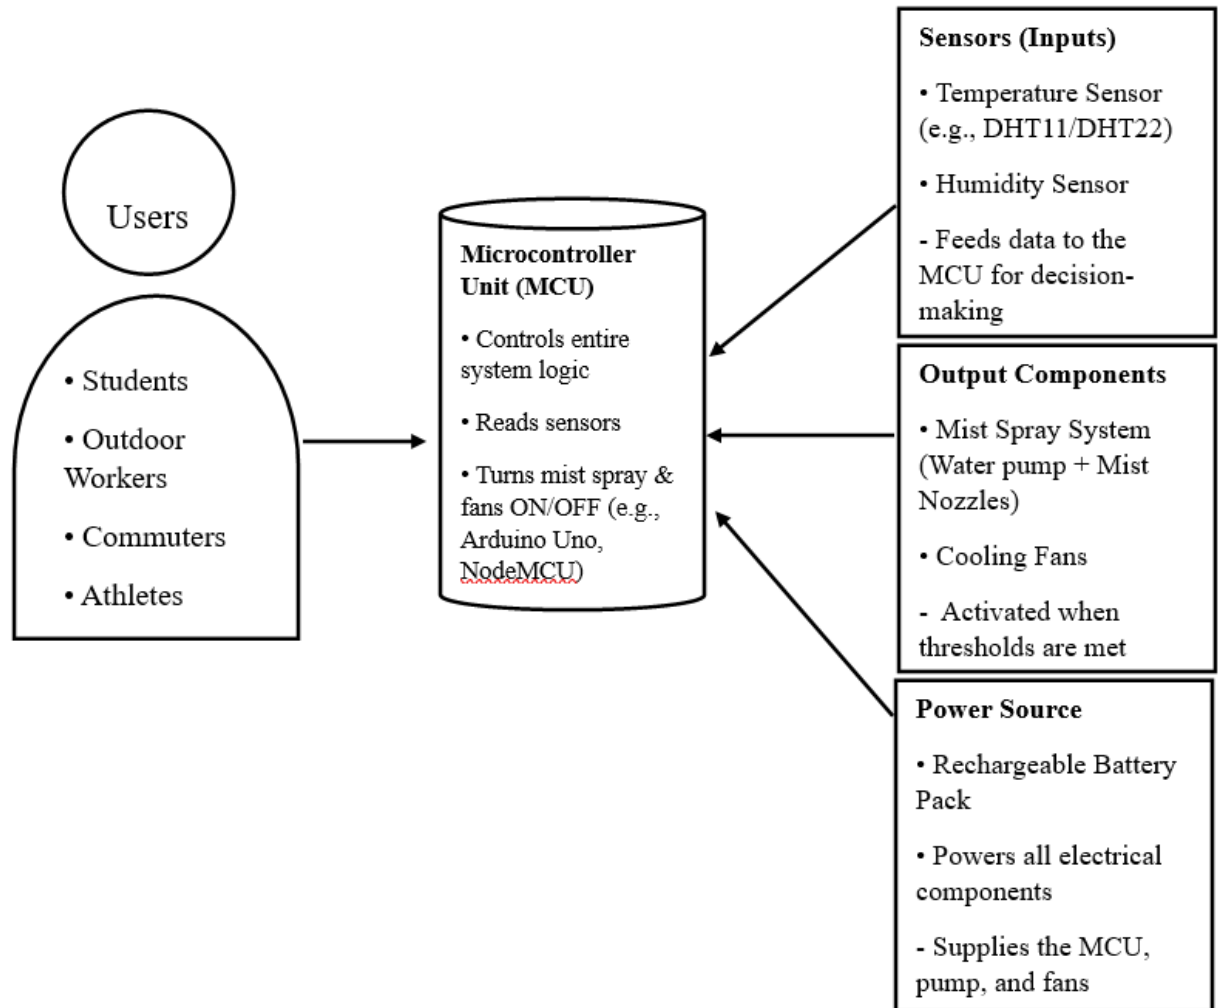 Users
• Students
• Outdoor
Workers
• Commuters
• Athletes
Microcontroller
Unit (MCU)
• Controls entire
system logic
• Reads sensors
• Turns mist spray &
fans ON/OFF (e.g.,
Arduino Uno,
NodeMCU)
Sensors (Inputs)
• Temperature Sensor
(e.g., DHT11/DHT22)
• Humidity Sensor
- Feeds data to the
MCU for decision-
making
Output Components
• Mist Spray System
(Water pump + Mist
Nozzles)
• Cooling Fans
- Activated when
thresholds are met
Power Source
• Rechargeable Battery
Pack
• Powers all electrical
components
- Supplies the MCU,
pump, and fans